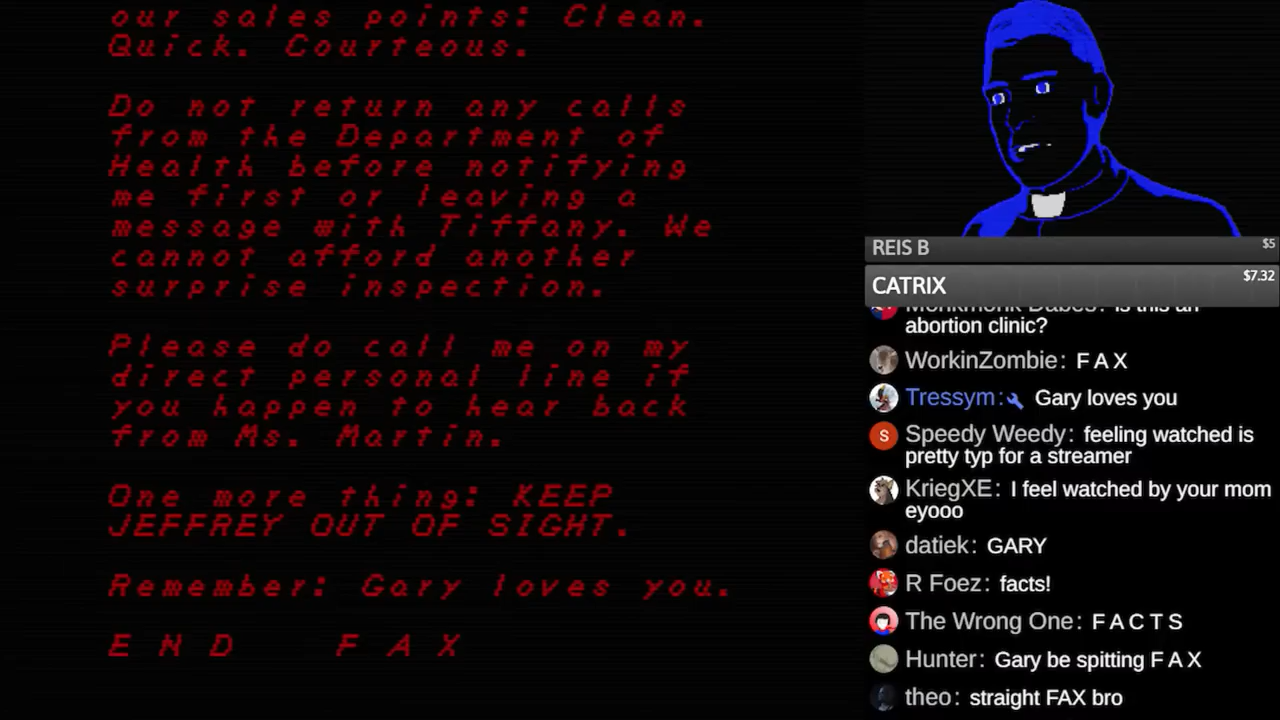 our sales points: Clean.
Quick. Courteous.
Do not return any calls
from the Department of
Health before notifying
me first or leaving a
message with Tiffany. We
cannot afford another
surprise inspection.
Please do call me on my
direct personal line if
you happen to hear back
from Ms. Martin.
One more thing: KEEP
JEFFREY OUT OF SIGHT.
Remember: Gary loves you.
E N D F A X
REIS B $5
CATRIX $7.32
Monkmonk Dabes: Is this an
abortion clinic?
WorkinZombie: F A X
Tressym: Gary loves you
S Speedy Weedy: feeling watched is
pretty typ for a streamer
KriegXE: I feel watched by your mom
eyooo
datiek: GARY
R Foez: facts!
The Wrong One: F A C T S
Hunter: Gary be spitting F A X
theo: straight FAX bro